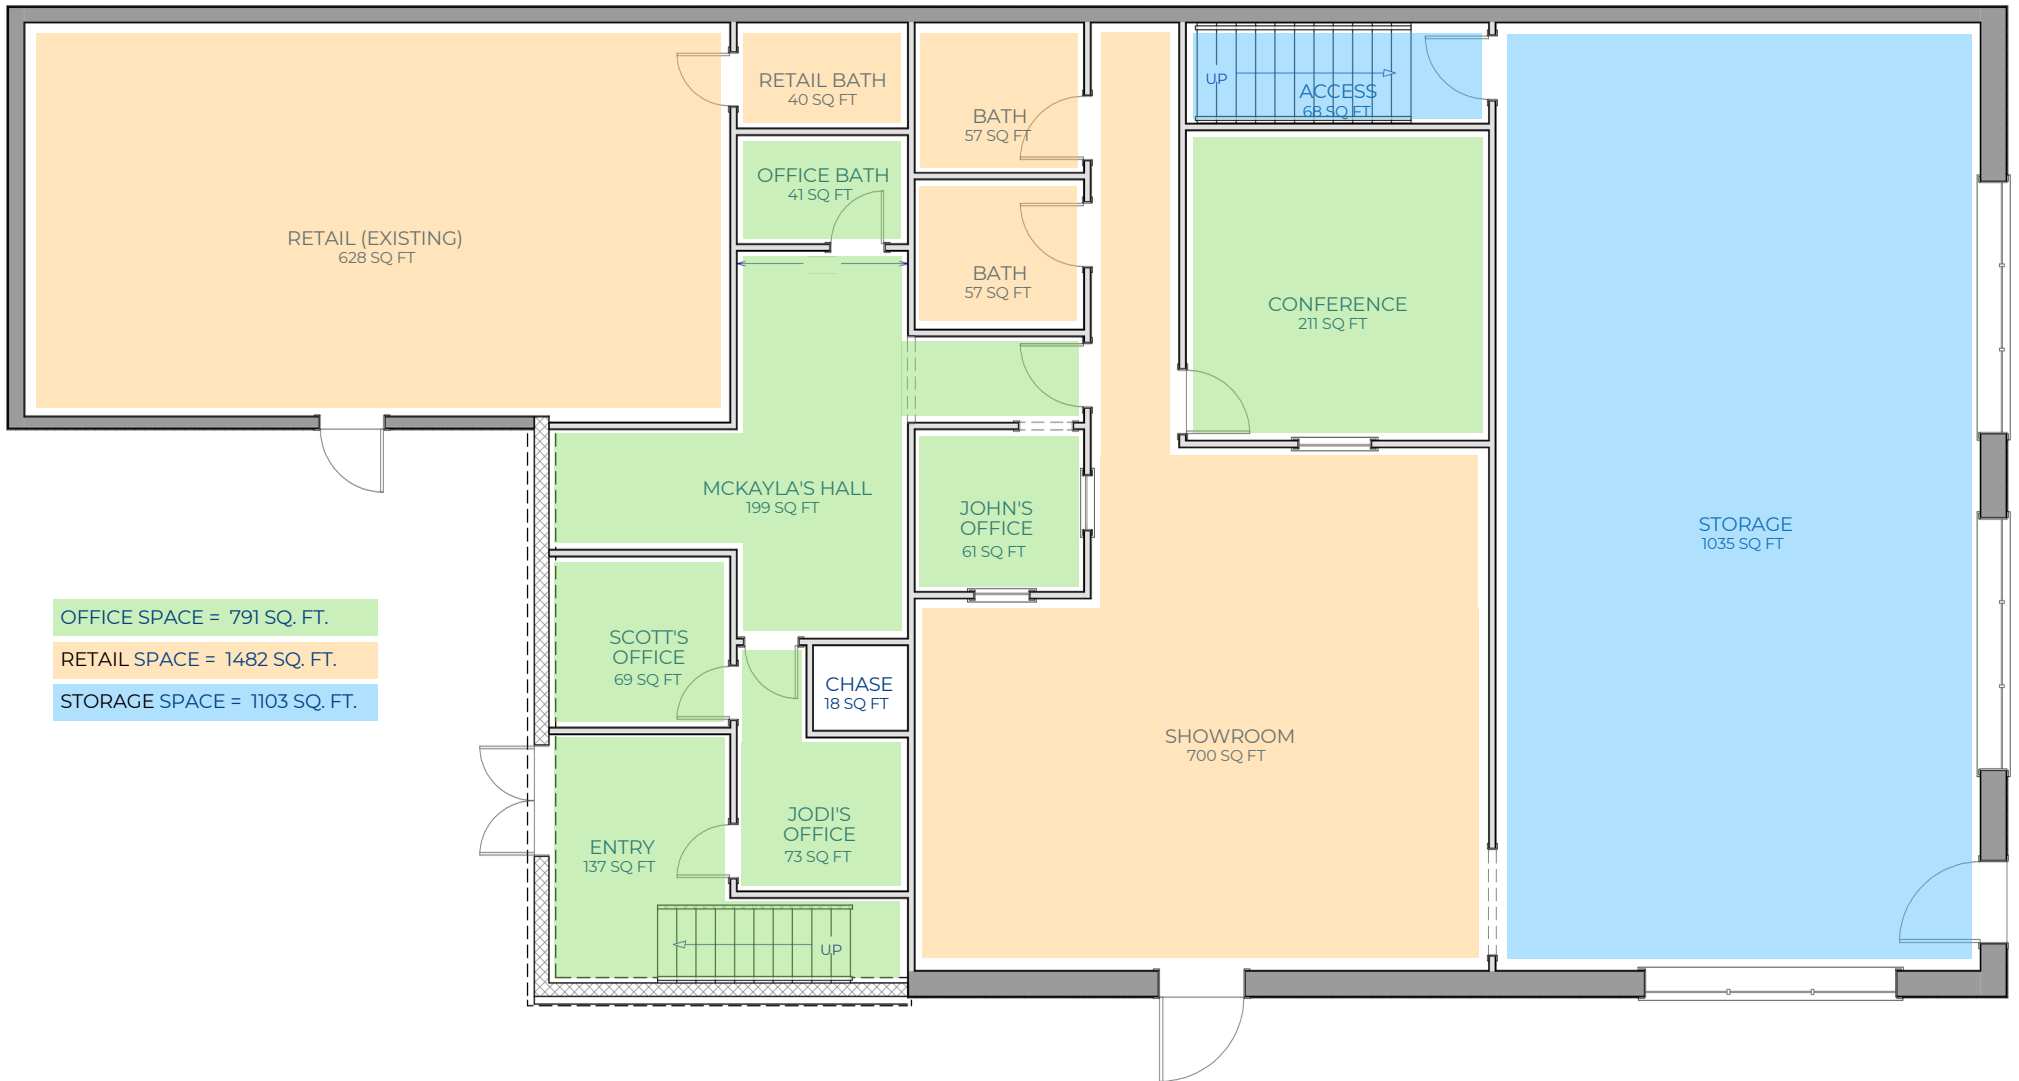 RETAIL BATH
40 SQ FT
BATH
57 SQ FT
UP
ACCESS
68 SQ FT
OFFICE BATH
41 SQ FT
RETAIL (EXISTING)
628 SQ FT
BATH
57 SQ FT
CONFERENCE
211 SQ FT
MCKAYLA'S HALL
199 SQ FT
JOHN'S
OFFICE
61 SQ FT
STORAGE
1035 SQ FT
OFFICE SPACE = 791 SQ. FT.
RETAIL SPACE = 1482 SQ. FT.
STORAGE SPACE = 1103 SQ. FT.
SCOTT'S
OFFICE
69 SQ FT
CHASE
18 SQ FT
SHOWROOM
700 SQ FT
JODI'S
OFFICE
73 SQ FT
ENTRY
137 SQ FT
UP